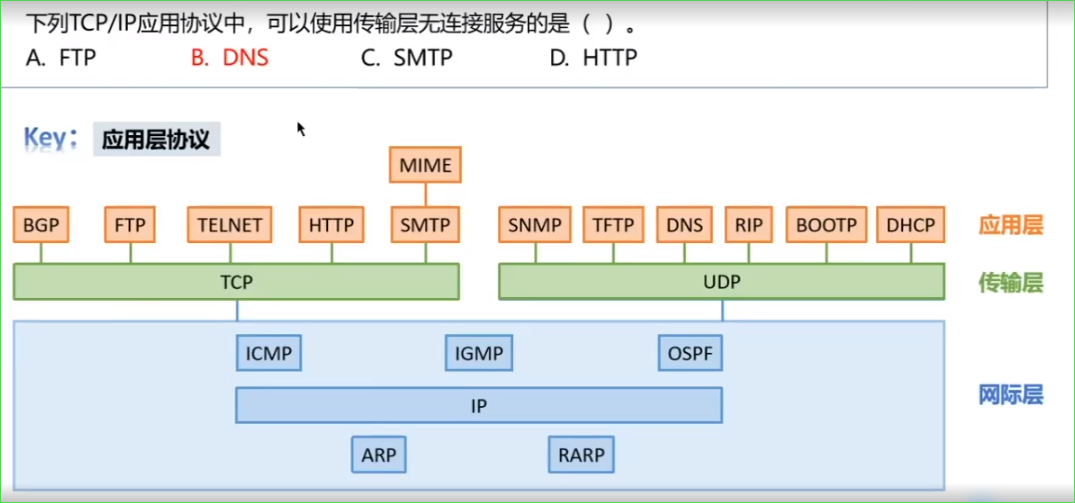 下列TCP/IP应用协议中，可以使用传输层无连接服务的是（ ）。
A. FTP B. DNS C. SMTP D. HTTP
Key： 应用层协议
MIME
BGP FTP TELNET HTTP SMTP SNMP TFTP DNS RIP BOOTP DHCP 应用层
TCP UDP 传输层
ICMP IGMP OSPF
IP 网际层
ARP RARP